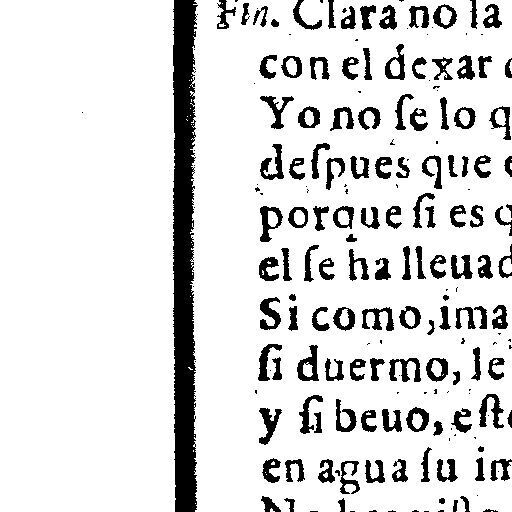 Fin. Clara no la
con el dexar
Yo no ſe lo q
deſpues que
porque ſi es q
el ſe ha lleuad
Si como, ima
ſi duermo, le
y ſi beuo, eſt
en agua ſu im